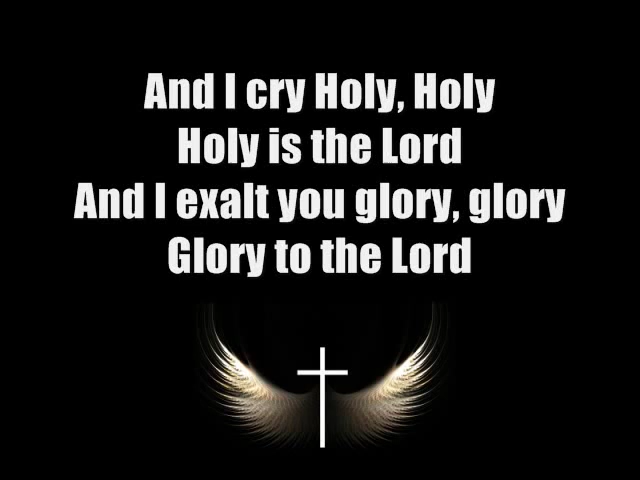 And I cry Holy, Holy
Holy is the Lord
And I exalt you glory, glory
Glory to the Lord